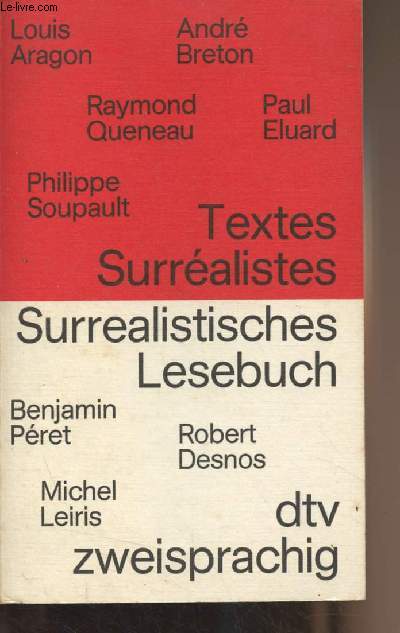 Le-livre.com
Louis
Aragon
André
Breton
Raymond
Queneau
Paul
Eluard
Philippe
Soupault
Textes
Surréalistes
Surrealistisches
Lesebuch
Benjamin
Péret
Robert
Desnos
Michel
Leiris
dtv
zweisprachig